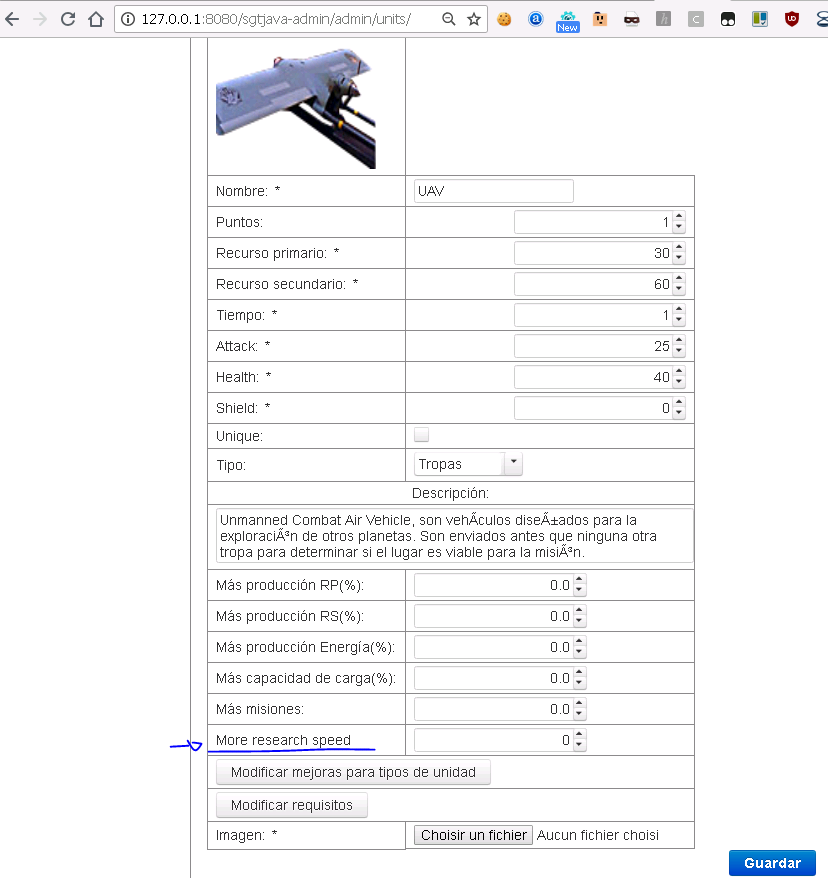 127.0.0.1:8080/sgtjava-admin/admin/units/
New
Nombre: * UAV
Puntos: 1
Recurso primario: * 30
Recurso secundario: * 60
Tiempo: * 1
Attack: * 25
Health: * 40
Shield: * 0
Unique:
Tipo: Tropas
Descripción:
Unmanned Combat Air Vehicle, son vehÃculos diseÃ±ados para la
exploraciÃ³n de otros planetas. Son enviados antes que ninguna otra
tropa para determinar si el lugar es viable para la misiÃ³n.
Más producción RP(%): 0.0
Más producción RS(%): 0.0
Más producción Energía(%): 0.0
Más capacidad de carga(%): 0.0
Más misiones: 0.0
More research speed 0
Modificar mejoras para tipos de unidad
Modificar requisitos
Imagen: * Choisir un fichier Aucun fichier choisi
Guardar